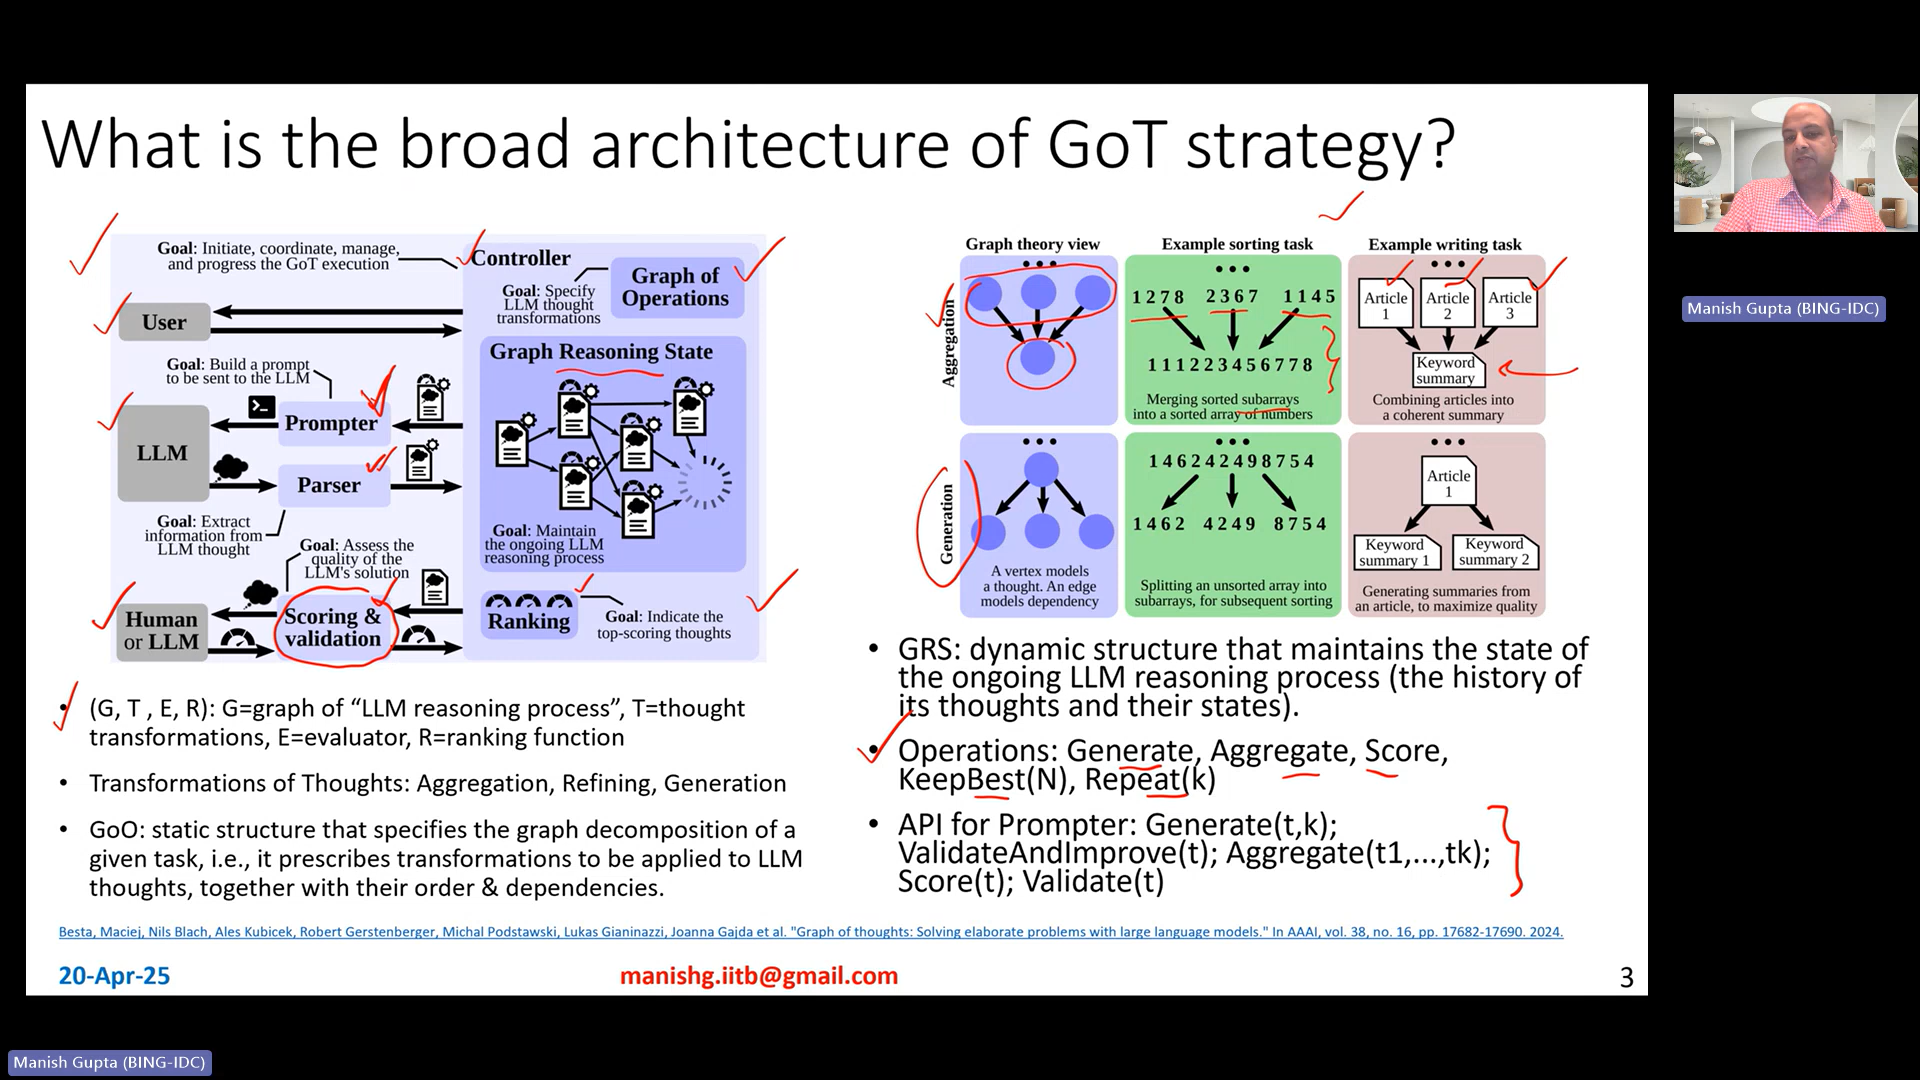 What is the broad architecture of GoT strategy?
Goal: Initiate, coordinate, manage,
and progress the GoT execution
Controller
User
Goal: Specify
LLM thought
transformations
Graph of
Operations
Goal: Build a prompt
to be sent to the LLM
Prompter
LLM
Parser
Goal: Extract
information from
LLM thought
Graph Reasoning State
Goal: Maintain
the ongoing LLM
reasoning process
Goal: Assess the
quality of the
LLM's solution
Human
or LLM
Scoring &
validation
Ranking
Goal: Indicate the
top-scoring thoughts
Graph theory view
Example sorting task
Example writing task
Aggregation
1 2 7 8 2 3 6 7 1 1 4 5
1 1 1 2 2 3 4 5 6 7 7 8
Merging sorted subarrays
into a sorted array of numbers
Article
1
Article
2
Article
3
Keyword
summary
Combining articles into
a coherent summary
Generation
A vertex models
a thought. An edge
models dependency
1 4 6 2 4 2 4 9 8 7 5 4
1 4 6 2 4 2 4 9 8 7 5 4
Splitting an unsorted array into
subarrays, for subsequent sorting
Article
1
Keyword
summary 1
Keyword
summary 2
Generating summaries from
an article, to maximize quality
• (G, T , E, R): G=graph of “LLM reasoning process”, T=thought
transformations, E=evaluator, R=ranking function
• Transformations of Thoughts: Aggregation, Refining, Generation
• GoO: static structure that specifies the graph decomposition of a
given task, i.e., it prescribes transformations to be applied to LLM
thoughts, together with their order & dependencies.
• GRS: dynamic structure that maintains the state of
the ongoing LLM reasoning process (the history of
its thoughts and their states).
• Operations: Generate, Aggregate, Score,
KeepBest(N), Repeat(k)
• API for Prompter: Generate(t,k);
ValidateAndImprove(t); Aggregate(t1,...,tk);
Score(t); Validate(t)
Besta, Maciej, Nils Blach, Ales Kubicek, Robert Gerstenberger, Michal Podstawski, Lukas Gianinazzi, Joanna Gajda et al. "Graph of thoughts: Solving elaborate problems with large language models." In AAAI, vol. 38, no. 16, pp. 17682-17690. 2024.
20-Apr-25
manishg.iitb@gmail.com
3
Manish Gupta (BING-IDC)
Manish Gupta (BING-IDC)